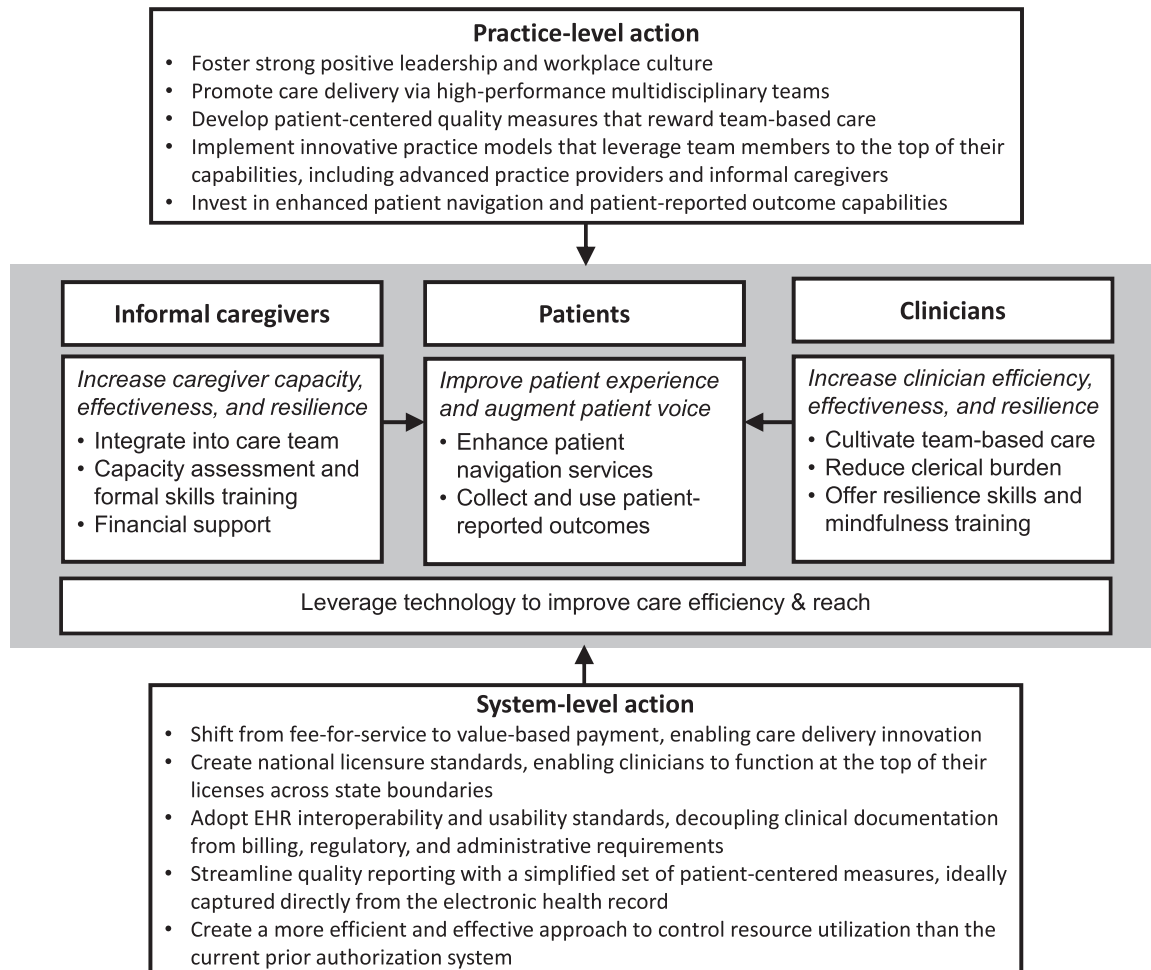 Practice-level action
• Foster strong positive leadership and workplace culture
• Promote care delivery via high-performance multidisciplinary teams
• Develop patient-centered quality measures that reward team-based care
• Implement innovative practice models that leverage team members to the top of their
capabilities, including advanced practice providers and informal caregivers
• Invest in enhanced patient navigation and patient-reported outcome capabilities
Informal caregivers
Increase caregiver capacity,
effectiveness, and resilience
• Integrate into care team
• Capacity assessment and
formal skills training
• Financial support
Patients
Improve patient experience
and augment patient voice
• Enhance patient
navigation services
• Collect and use patient-
reported outcomes
Clinicians
Increase clinician efficiency,
effectiveness, and resilience
• Cultivate team-based care
• Reduce clerical burden
• Offer resilience skills and
mindfulness training
Leverage technology to improve care efficiency & reach
System-level action
• Shift from fee-for-service to value-based payment, enabling care delivery innovation
• Create national licensure standards, enabling clinicians to function at the top of their
licenses across state boundaries
• Adopt EHR interoperability and usability standards, decoupling clinical documentation
from billing, regulatory, and administrative requirements
• Streamline quality reporting with a simplified set of patient-centered measures, ideally
captured directly from the electronic health record
• Create a more efficient and effective approach to control resource utilization than the
current prior authorization system